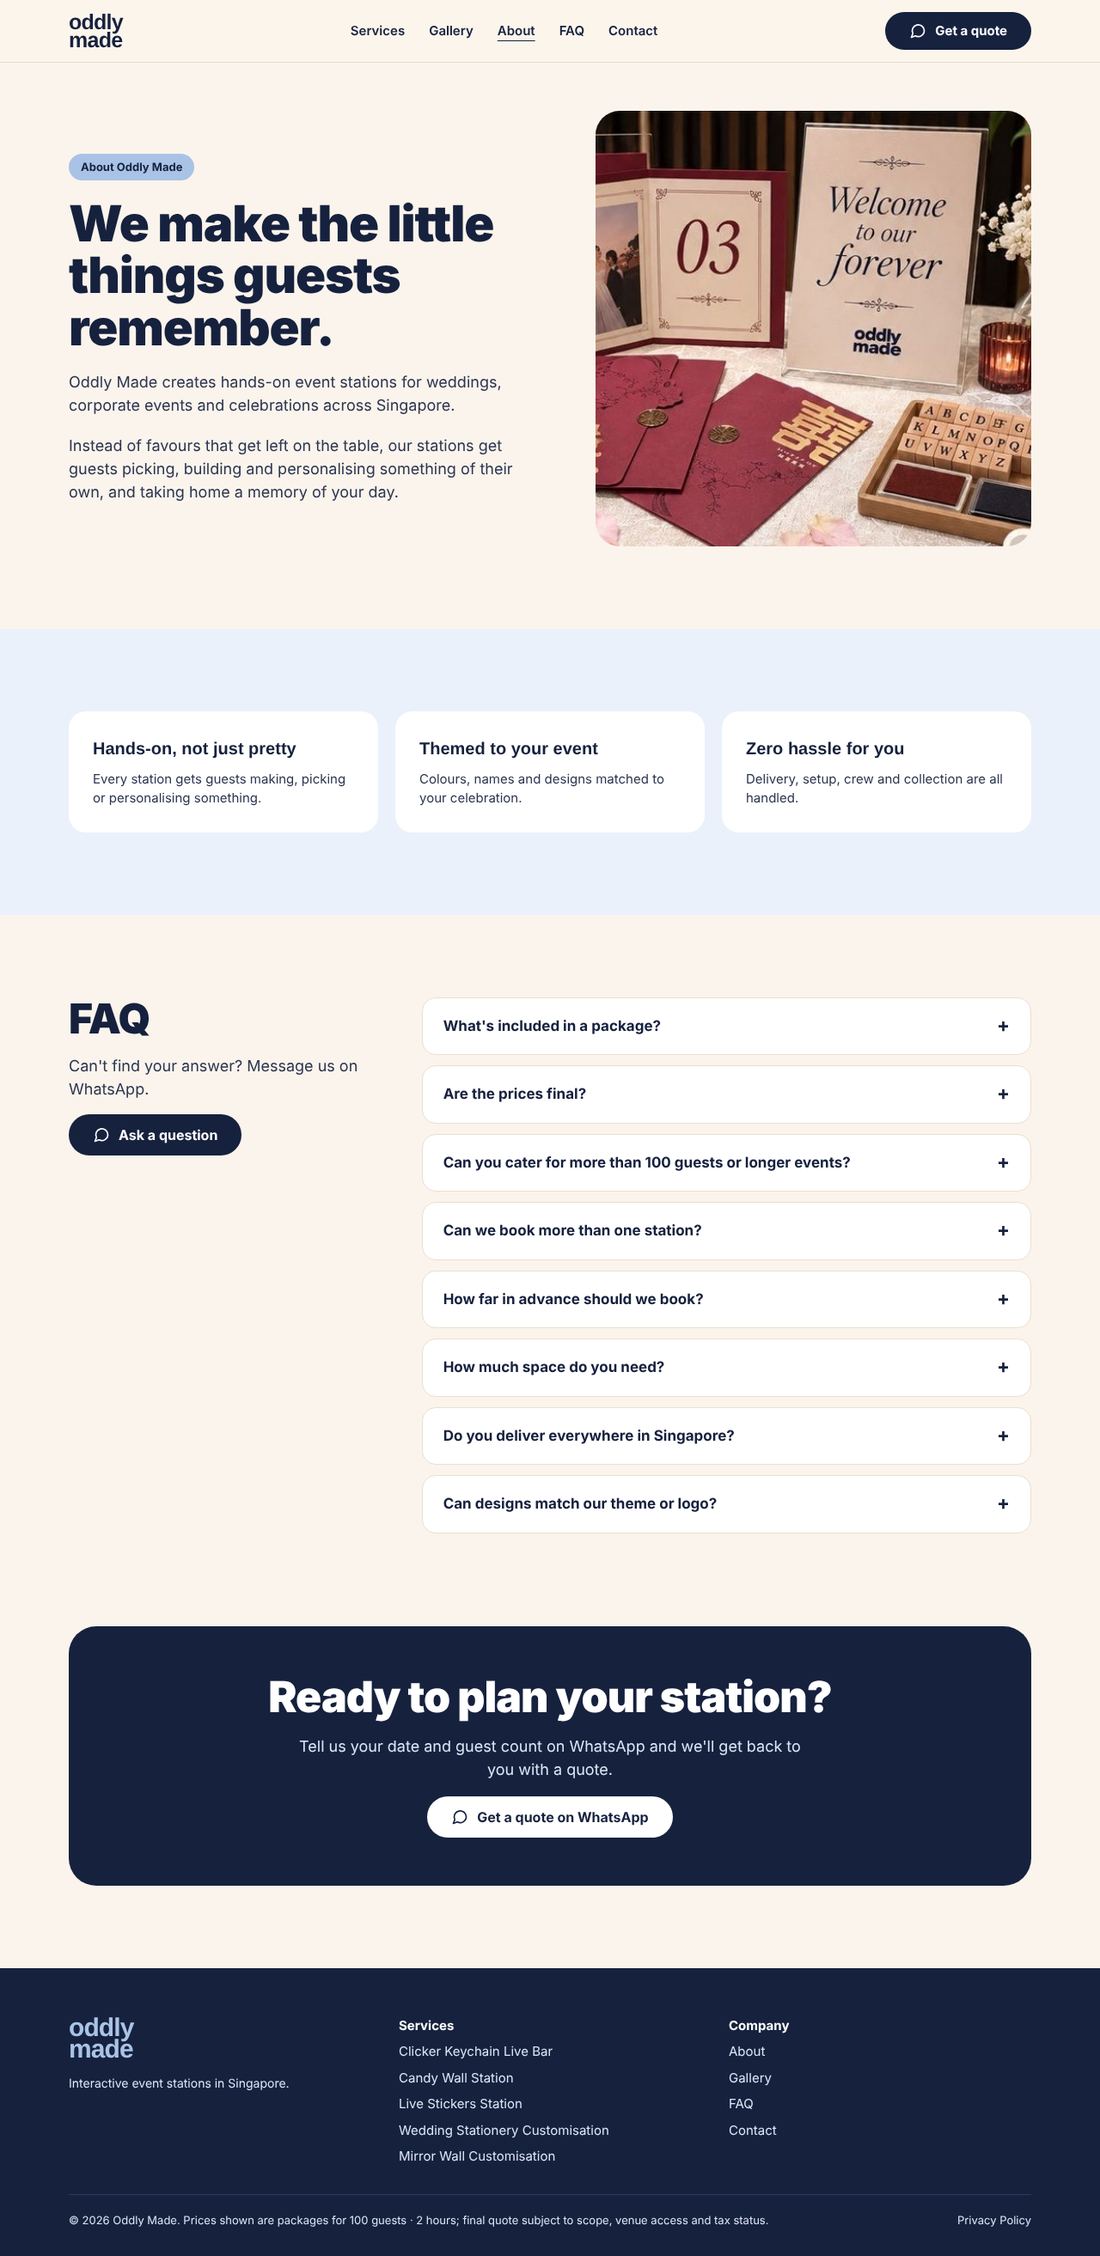 oddly
made
Services Gallery About FAQ Contact
Get a quote
About Oddly Made
We make the little
things guests
remember.
Oddly Made creates hands-on event stations for weddings,
corporate events and celebrations across Singapore.
Instead of favours that get left on the table, our stations get
guests picking, building and personalising something of their
own, and taking home a memory of your day.
03
Welcome
to our
forever
oddly
made
囍
A B C D E F G
K L M N O P Q
U V W X Y Z
Hands-on, not just pretty
Every station gets guests making, picking
or personalising something.
Themed to your event
Colours, names and designs matched to
your celebration.
Zero hassle for you
Delivery, setup, crew and collection are all
handled.
FAQ
Can't find your answer? Message us on
WhatsApp.
Ask a question
What's included in a package? +
Are the prices final? +
Can you cater for more than 100 guests or longer events? +
Can we book more than one station? +
How far in advance should we book? +
How much space do you need? +
Do you deliver everywhere in Singapore? +
Can designs match our theme or logo? +
Ready to plan your station?
Tell us your date and guest count on WhatsApp and we'll get back to
you with a quote.
Get a quote on WhatsApp
oddly
made
Interactive event stations in Singapore.
Services
Clicker Keychain Live Bar
Candy Wall Station
Live Stickers Station
Wedding Stationery Customisation
Mirror Wall Customisation
Company
About
Gallery
FAQ
Contact
© 2026 Oddly Made. Prices shown are packages for 100 guests · 2 hours; final quote subject to scope, venue access and tax status.
Privacy Policy